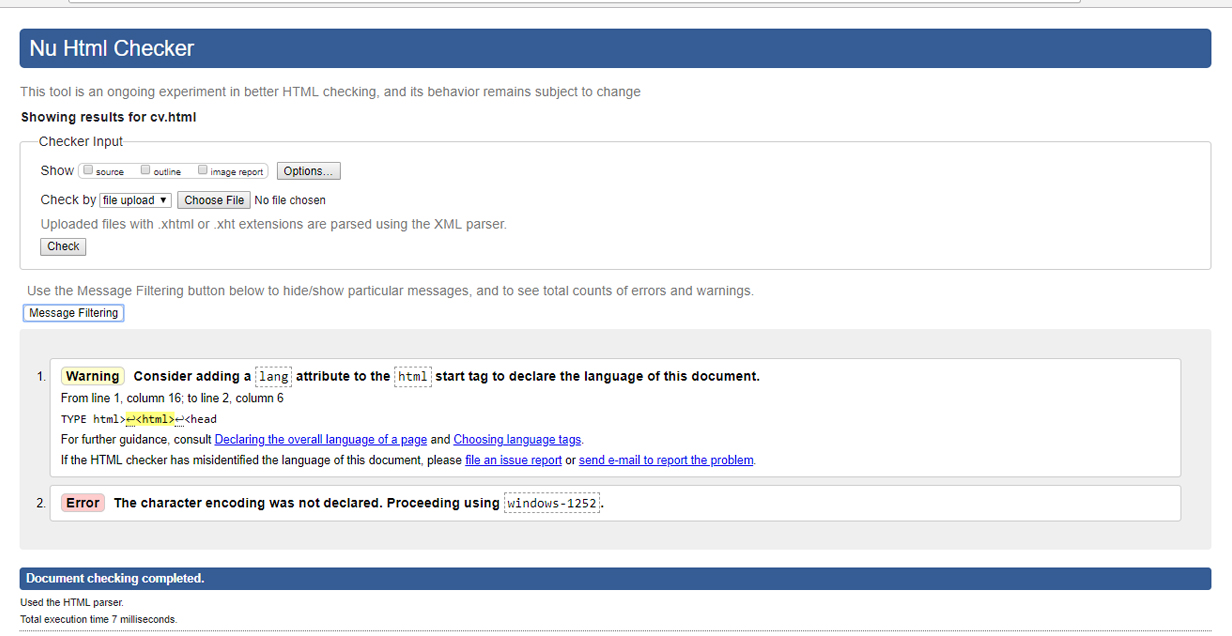 Nu Html Checker
This tool is an ongoing experiment in better HTML checking, and its behavior remains subject to change
Showing results for cv.html
Checker Input
Show source outline image report Options...
Check by file upload ▼ Choose File No file chosen
Uploaded files with .xhtml or .xht extensions are parsed using the XML parser.
Check
Use the Message Filtering button below to hide/show particular messages, and to see total counts of errors and warnings.
Message Filtering
1. Warning Consider adding a lang attribute to the html start tag to declare the language of this document.
From line 1, column 16; to line 2, column 6
TYPE html>↩<html>↩<head
For further guidance, consult Declaring the overall language of a page and Choosing language tags.
If the HTML checker has misidentified the language of this document, please file an issue report or send e-mail to report the problem.
2. Error The character encoding was not declared. Proceeding using windows-1252.
Document checking completed.
Used the HTML parser.
Total execution time 7 milliseconds.